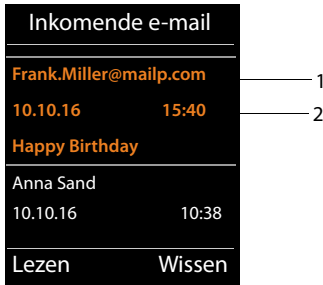 Inkomende e-mail
Frank.Miller@mailp.com 1
10.10.16 15:40 2
Happy Birthday
Anna Sand
10.10.16 10:38
Lezen Wissen